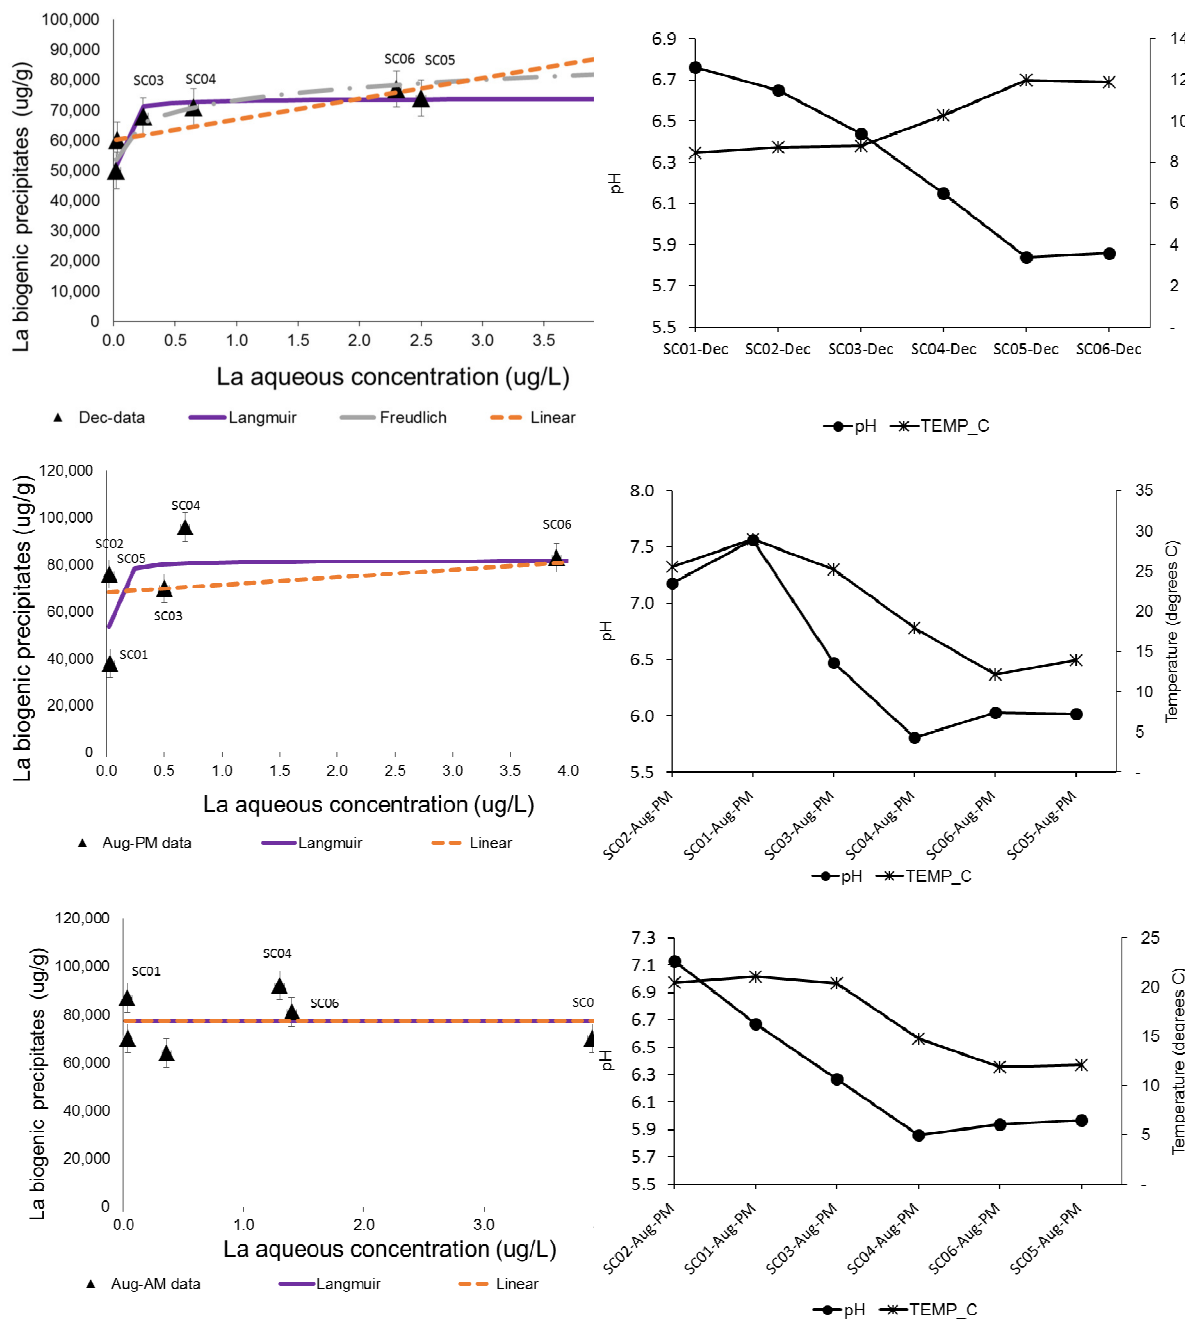 100,000
90,000
80,000
70,000
60,000
50,000
40,000
30,000
20,000
10,000
0
La biogenic precipitates (ug/g)
SC03
SC04
SC06
SC05
0.0 0.5 1.0 1.5 2.0 2.5 3.0 3.5
La aqueous concentration (ug/L)
Dec-data Langmuir Freudlich Linear
6.9
6.7
6.5
6.3
6.1
5.9
5.7
5.5
pH
14
12
10
8
6
4
2
-
SC01-Dec SC02-Dec SC03-Dec SC04-Dec SC05-Dec SC06-Dec
pH TEMP_C
120,000
100,000
80,000
60,000
40,000
20,000
0
La biogenic precipitates (ug/g)
SC04
SC02
SC05
SC03
SC01
SC06
0.0 0.5 1.0 1.5 2.0 2.5 3.0 3.5 4.0
La aqueous concentration (ug/L)
Aug-PM data Langmuir Linear
8.0
7.5
7.0
6.5
6.0
5.5
pH
35
30
25
20
15
10
5
-
Temperature (degrees C)
SC02-Aug-PM
SC01-Aug-PM
SC03-Aug-PM
SC04-Aug-PM
SC06-Aug-PM
SC05-Aug-PM
pH TEMP_C
120,000
100,000
80,000
60,000
40,000
20,000
0
La biogenic precipitates (ug/g)
SC01
SC04
SC06
SC0
0.0 1.0 2.0 3.0
La aqueous concentration (ug/L)
Aug-AM data Langmuir Linear
7.3
7.1
6.9
6.7
6.5
6.3
6.1
5.9
5.7
5.5
pH
25
20
15
10
5
-
Temperature (degrees C)
SC02-Aug-PM
SC01-Aug-PM
SC03-Aug-PM
SC04-Aug-PM
SC06-Aug-PM
SC05-Aug-PM
pH TEMP_C